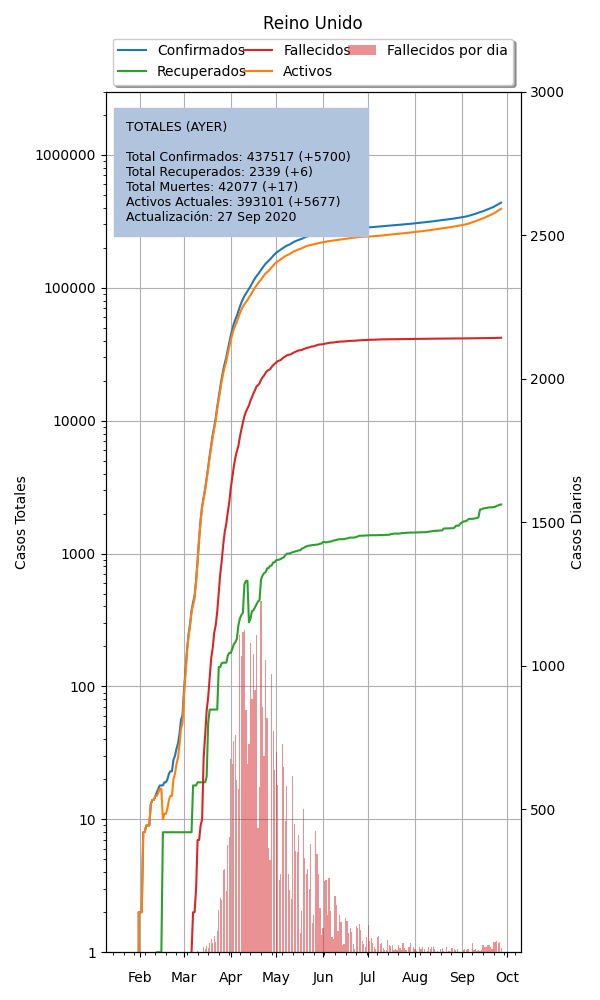 Reino Unido
Confirmados Fallecidos Fallecidos por dia
Recuperados Activos
TOTALES (AYER)
Total Confirmados: 437517 (+5700)
Total Recuperados: 2339 (+6)
Total Muertes: 42077 (+17)
Activos Actuales: 393101 (+5677)
Actualización: 27 Sep 2020
Casos Totales
1000000
100000
10000
1000
100
10
1
3000
2500
2000
1500
1000
500
Casos Diarios
Feb Mar Apr May Jun Jul Aug Sep Oct